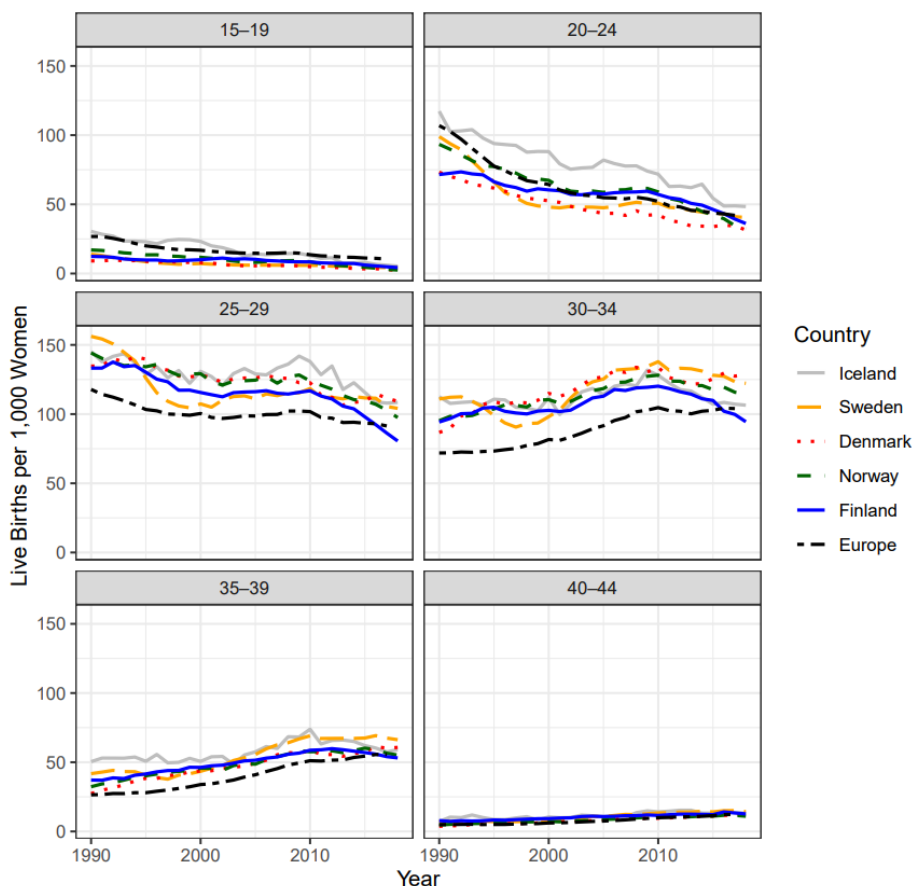 15–19
20–24
150
100
50
0
25–29
30–34
150
100
50
0
35–39
40–44
150
100
50
0
1990
2000
2010
1990
2000
2010
Live Births per 1,000 Women
Year
Country
Iceland
Sweden
Denmark
Norway
Finland
Europe